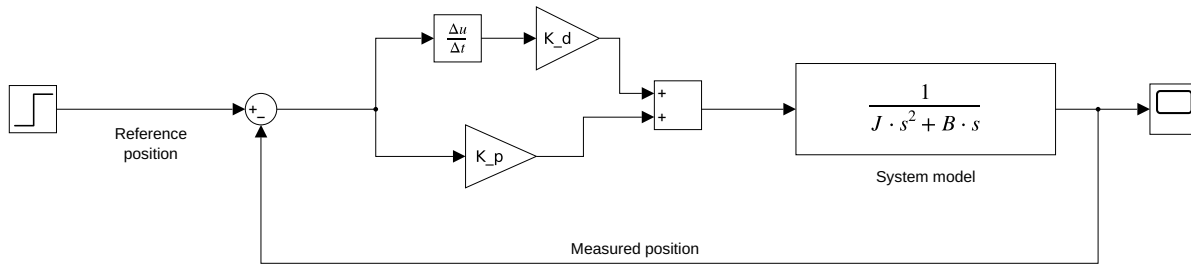 Δu
Δt
K_d
+
−
+
+
Reference
position
K_p
1
J · s² + B · s
System model
Measured position